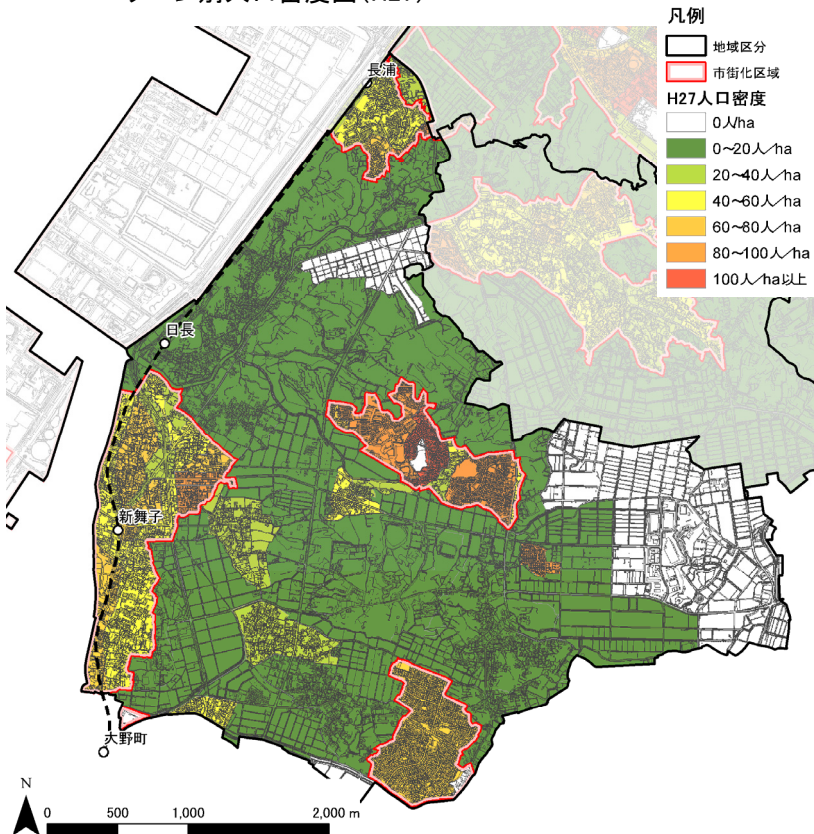 凡例
地域区分
市街化区域
H27人口密度
0人/ha
0～20人/ha
20～40人/ha
40～60人/ha
60～80人/ha
80～100人/ha
100人/ha以上
長浦
日長
新舞子
大野町
N
0 500 1,000 2,000 m